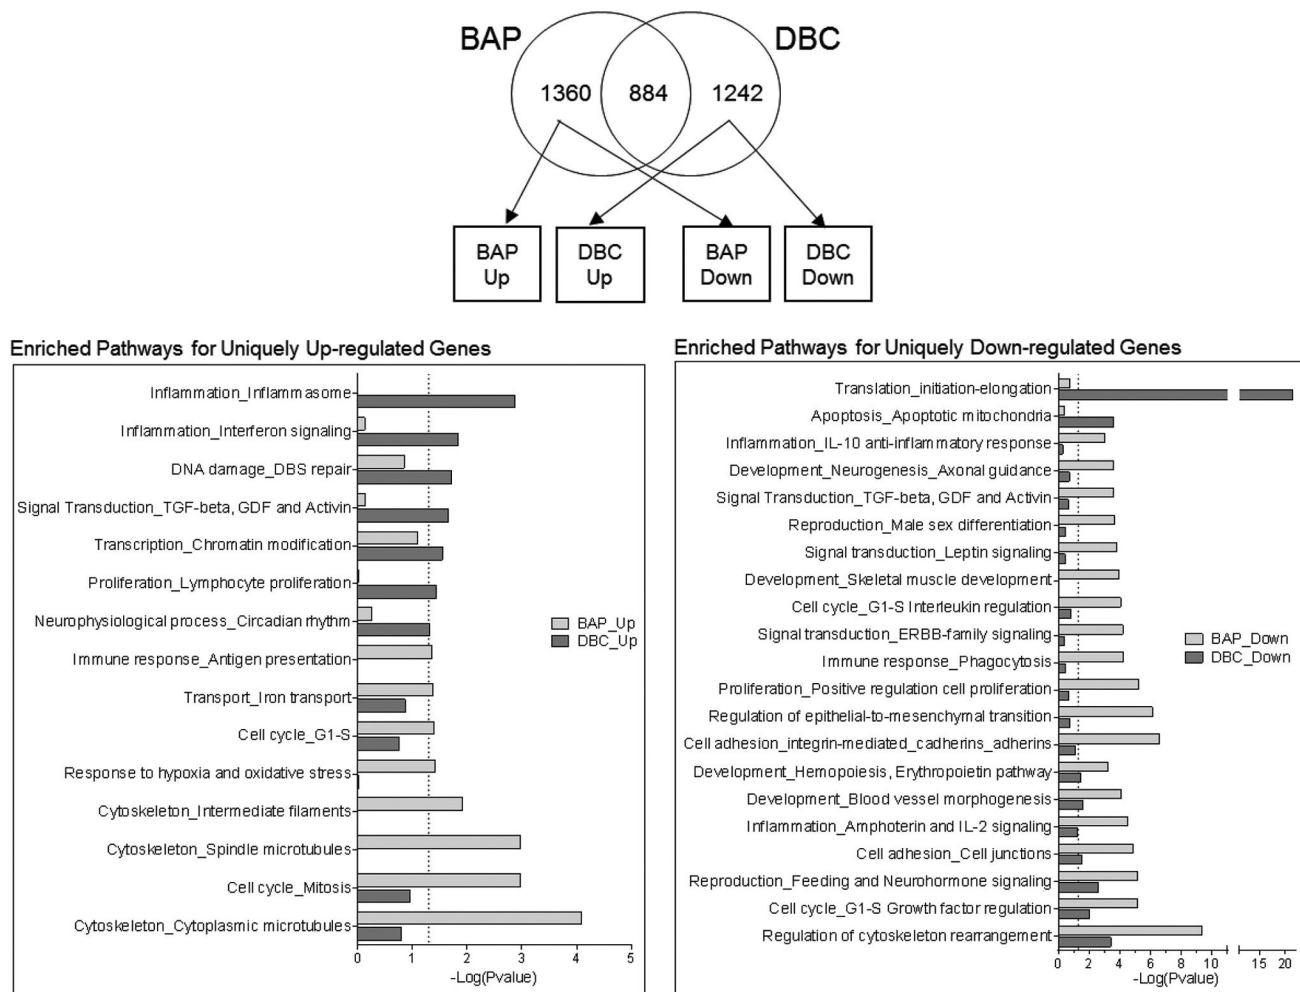 BAP
DBC
1360
884
1242
BAP
Up
DBC
Up
BAP
Down
DBC
Down
Enriched Pathways for Uniquely Up-regulated Genes
Inflammation_Inflammasome
Inflammation_Interferon signaling
DNA damage_DBS repair
Signal Transduction_TGF-beta, GDF and Activin
Transcription_Chromatin modification
Proliferation_Lymphocyte proliferation
Neurophysiological process_Circadian rhythm
Immune response_Antigen presentation
Transport_Iron transport
Cell cycle_G1-S
Response to hypoxia and oxidative stress
Cytoskeleton_Intermediate filaments
Cytoskeleton_Spindle microtubules
Cell cycle_Mitosis
Cytoskeleton_Cytoplasmic microtubules
BAP_Up
DBC_Up
0 1 2 3 4 5
-Log(Pvalue)
Enriched Pathways for Uniquely Down-regulated Genes
Translation_initiation-elongation
Apoptosis_Apoptotic mitochondria
Inflammation_IL-10 anti-inflammatory response
Development_Neurogenesis_Axonal guidance
Signal Transduction_TGF-beta, GDF and Activin
Reproduction_Male sex differentiation
Signal transduction_Leptin signaling
Development_Skeletal muscle development
Cell cycle_G1-S Interleukin regulation
Signal transduction_ERBB-family signaling
Immune response_Phagocytosis
Proliferation_Positive regulation cell proliferation
Regulation of epithelial-to-mesenchymal transition
Cell adhesion_integrin-mediated_cadherins_adherins
Development_Hemopoiesis, Erythropoietin pathway
Development_Blood vessel morphogenesis
Inflammation_Amphoterin and IL-2 signaling
Cell adhesion_Cell junctions
Reproduction_Feeding and Neurohormone signaling
Cell cycle_G1-S Growth factor regulation
Regulation of cytoskeleton rearrangement
BAP_Down
DBC_Down
0 2 4 6 8 10 15 20
-Log(Pvalue)